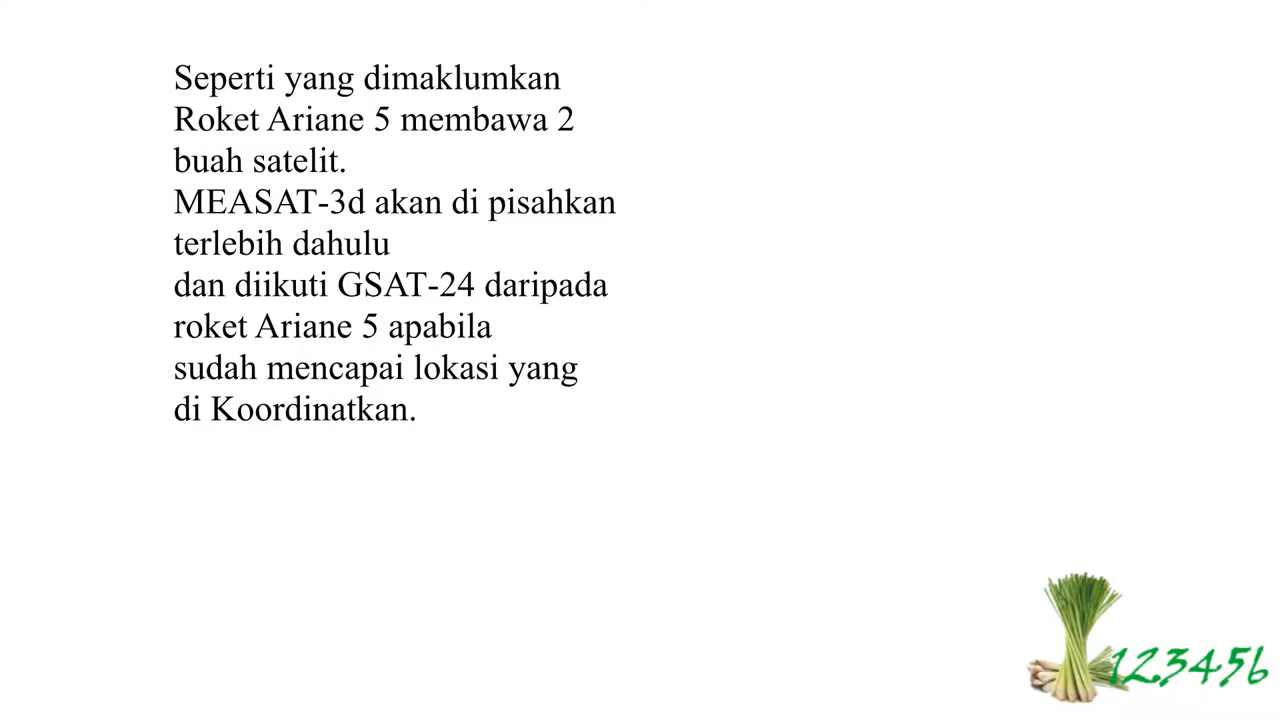 Seperti yang dimaklumkan
Roket Ariane 5 membawa 2
buah satelit.
MEASAT-3d akan di pisahkan
terlebih dahulu
dan diikuti GSAT-24 daripada
roket Ariane 5 apabila
sudah mencapai lokasi yang
di Koordinatkan.
123456